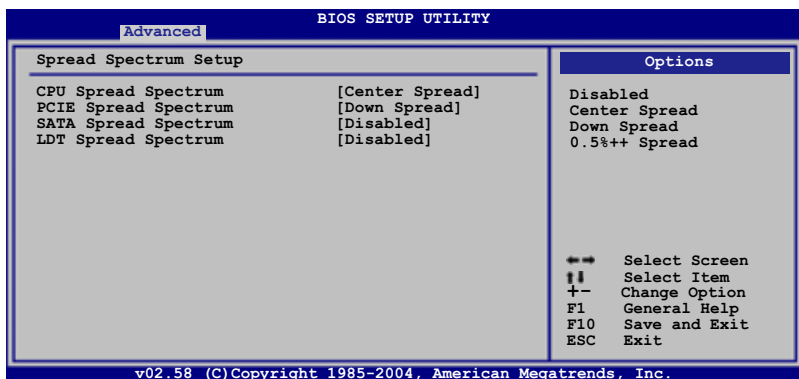 BIOS SETUP UTILITY
Advanced
Spread Spectrum Setup
CPU Spread Spectrum [Center Spread]
PCIE Spread Spectrum [Down Spread]
SATA Spread Spectrum [Disabled]
LDT Spread Spectrum [Disabled]
Options
Disabled
Center Spread
Down Spread
0.5%++ Spread
←→ Select Screen
↑↓ Select Item
+- Change Option
F1 General Help
F10 Save and Exit
ESC Exit
v02.58 (C)Copyright 1985-2004, American Megatrends, Inc.